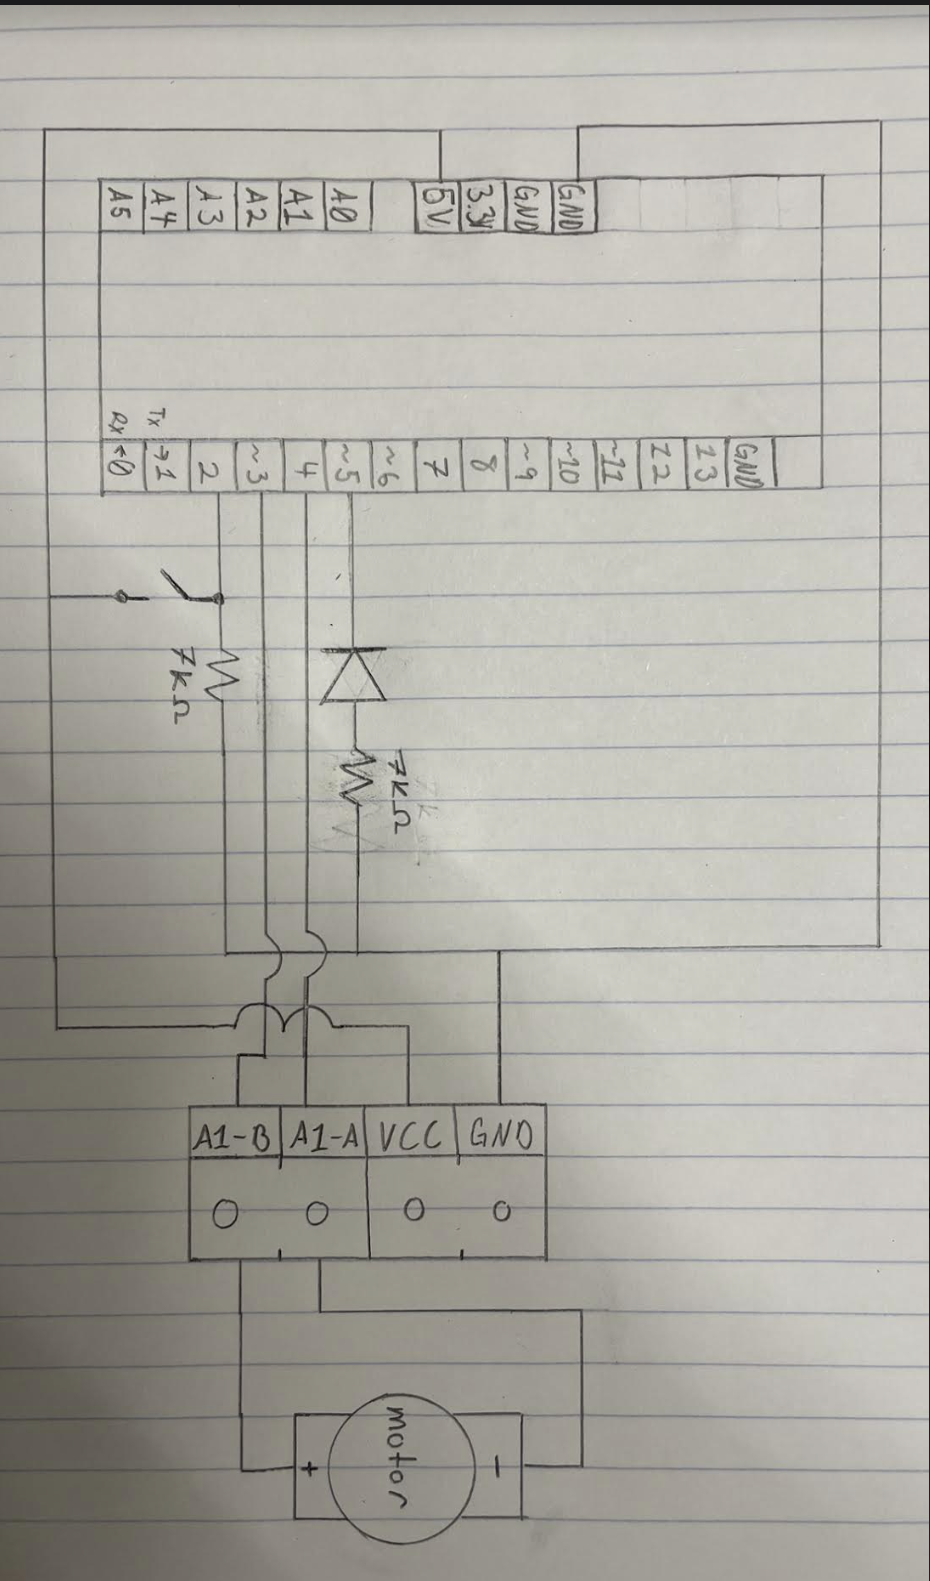 A5
A4
A3
A2
A1
A0
5V
3.3V
GND
GND
RX ←0
TX →1
2
~3
4
~5
~6
7
8
~9
~10
~11
12
13
GND
7KΩ
7KΩ
A1-B
A1-A
VCC
GND
+
motor
-